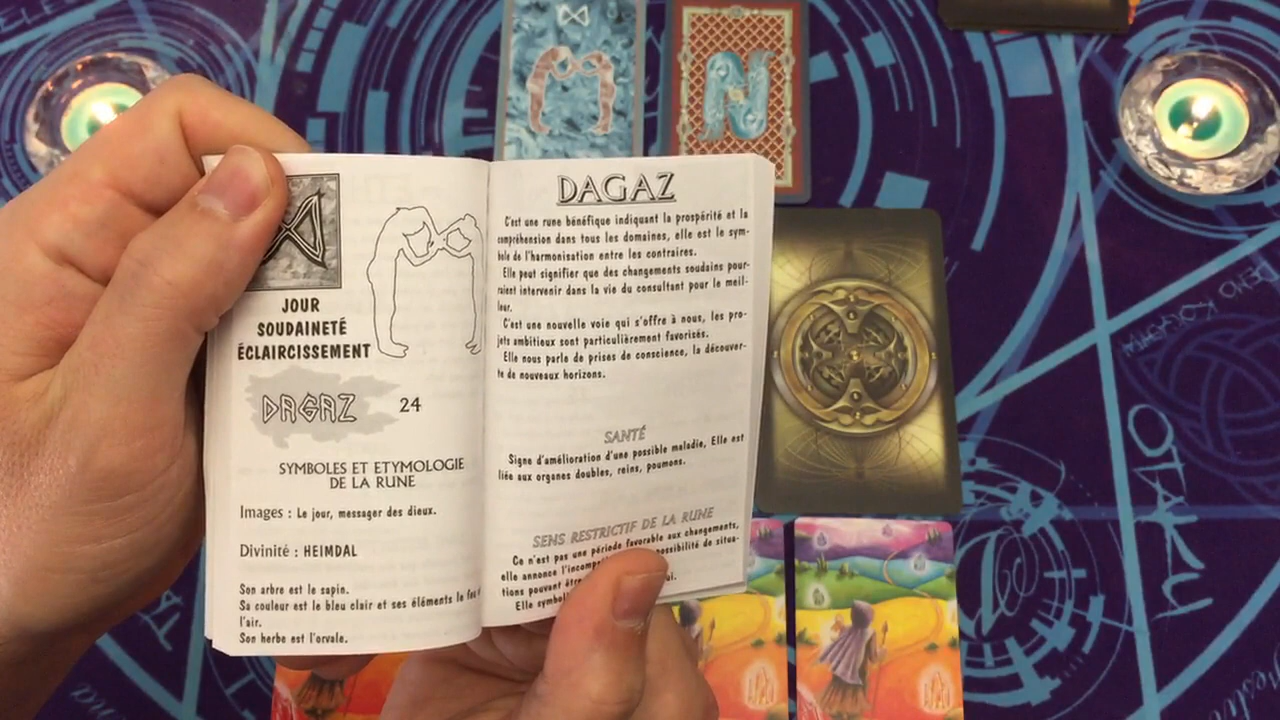 JOUR
SOUDAINETÉ
ÉCLAIRCISSEMENT
DAGAZ 24
SYMBOLES ET ETYMOLOGIE
DE LA RUNE
Images : Le jour, messager des dieux.
Divinité : HEIMDAL
Son arbre est le sapin.
Sa couleur est le bleu clair et ses éléments le
l'air.
Son herbe est l'orvale.
DAGAZ
C'est une rune bénéfique indiquant la prospérité et la
compréhension dans tous les domaines, elle est le sym-
bole de l'harmonisation entre les contraires.
Elle peut signifier que des changements soudains pour-
raient intervenir dans la vie du consultant pour le meil-
leur.
C'est une nouvelle voie qui s'offre à nous, les pro-
jets ambitieux sont particulièrement favorisés.
Elle nous parle de prises de conscience, la découver-
te de nouveaux horizons.
SANTÉ
Signe d'amélioration d'une possible maladie, Elle est
liée aux organes doubles, reins, poumons.
SENS RESTRICTIF DE LA RUNE
Ce n'est pas une période favorable aux changements,
elle annonce possibilité de situa-
tions pouvant
Elle
OTAKU